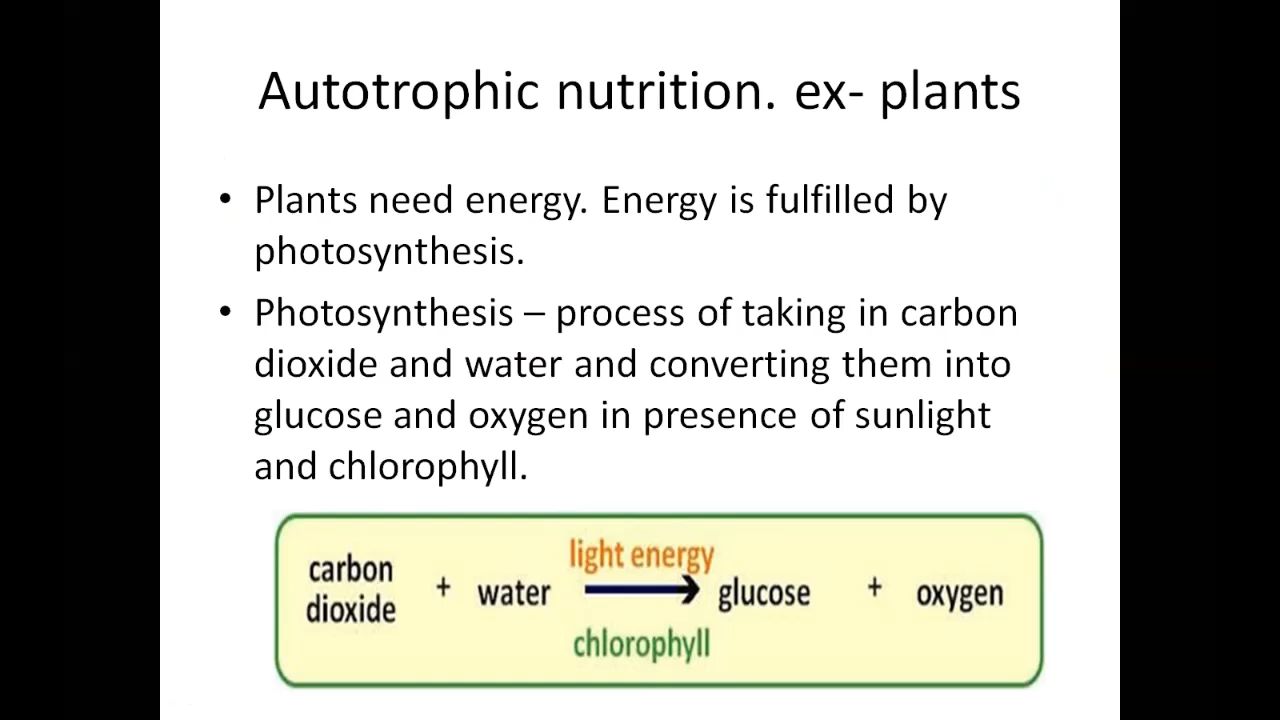 Autotrophic nutrition. ex- plants
• Plants need energy. Energy is fulfilled by
photosynthesis.
• Photosynthesis – process of taking in carbon
dioxide and water and converting them into
glucose and oxygen in presence of sunlight
and chlorophyll.
light energy
carbon dioxide + water → glucose + oxygen
chlorophyll